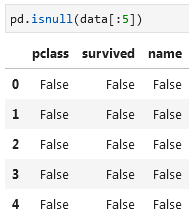 pd.isnull(data[:5])
pclass survived name
0 False False False
1 False False False
2 False False False
3 False False False
4 False False False